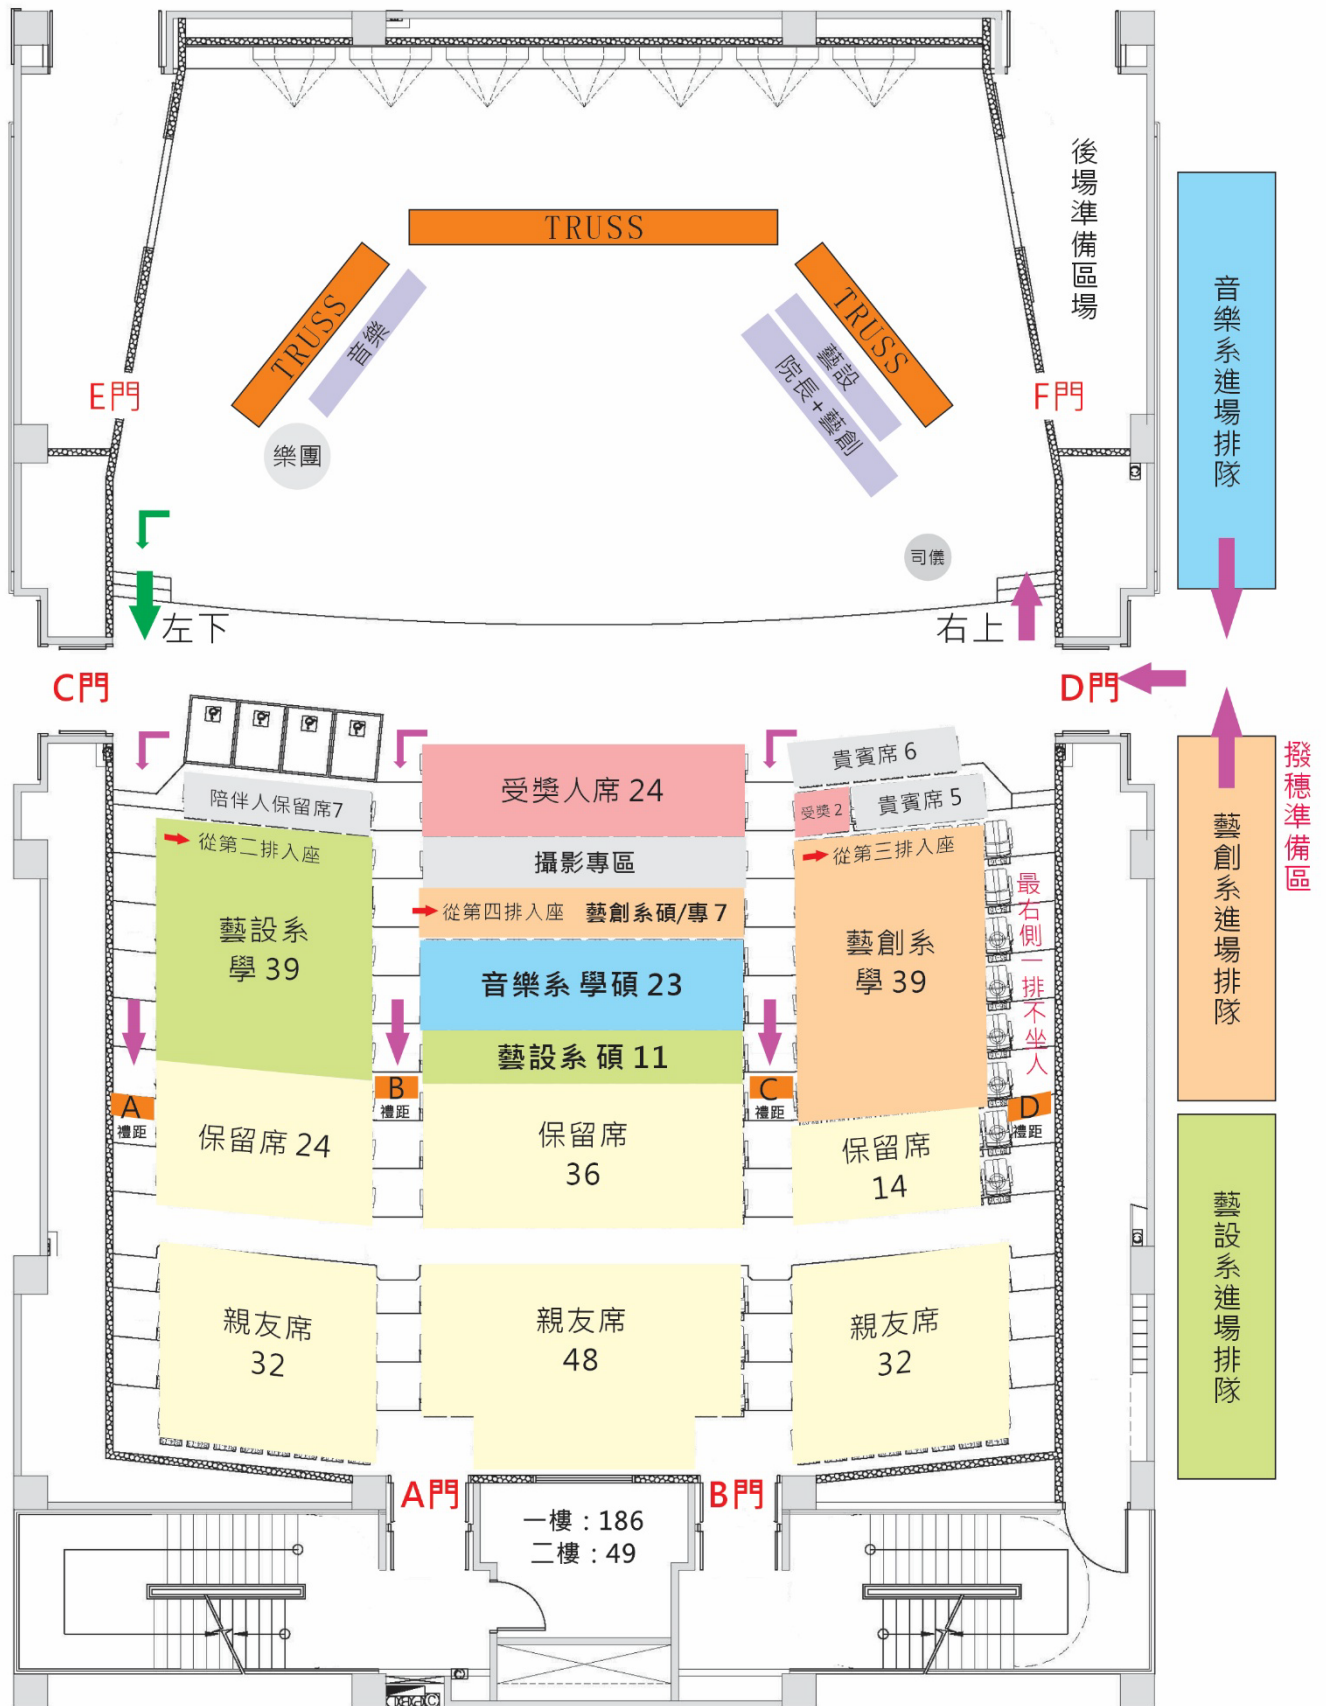 後場準備區場
TRUSS
TRUSS
TRUSS
音樂
藝設
院長+藝創
E門
F門
樂團
司儀
音樂系進場排隊
左下
右上
C門
D門
撥穗準備區
陪伴人保留席7
受獎人席 24
貴賓席 6
受獎 2
貴賓席 5
從第二排入座
攝影專區
從第三排入座
從第四排入座 藝創系碩/專 7
藝設系
學 39
音樂系 學碩 23
藝創系
學 39
最右側一排不坐人
藝創系進場排隊
藝設系 碩 11
A
禮距
B
禮距
C
禮距
D
禮距
保留席 24
保留席
36
保留席
14
藝設系進場排隊
親友席
32
親友席
48
親友席
32
A門
B門
一樓：186
二樓：49